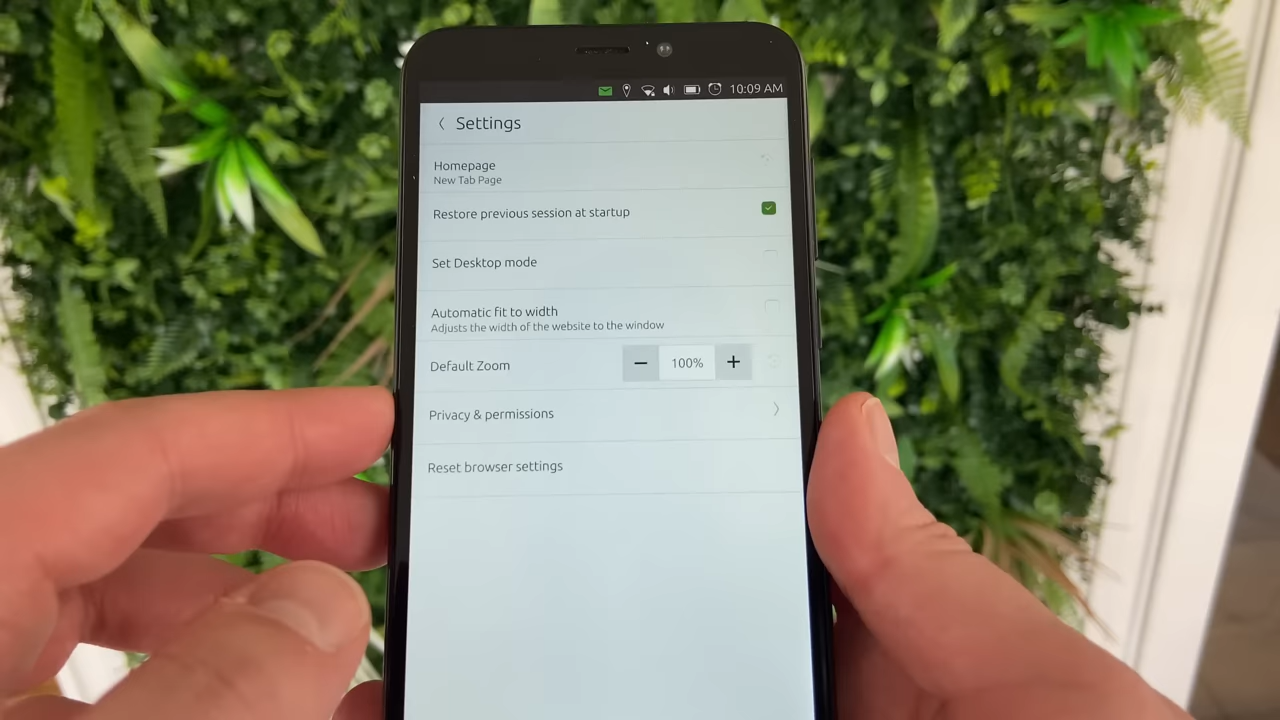 10:09 AM
Settings
Homepage
New Tab Page
Restore previous session at startup
Set Desktop mode
Automatic fit to width
Adjusts the width of the website to the window
Default Zoom
100%
Privacy & permissions
Reset browser settings